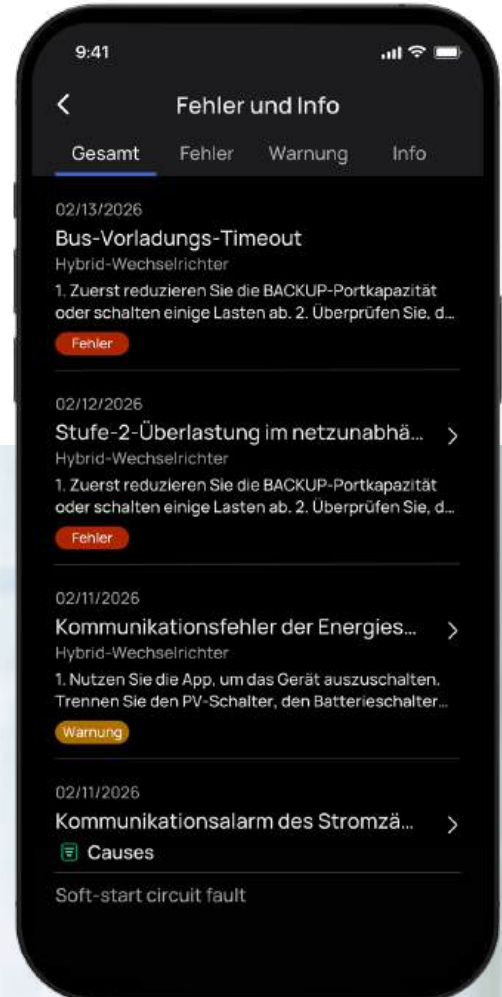 9:41
Fehler und Info
Gesamt Fehler Warnung Info
02/13/2026
Bus-Vorladungs-Timeout
Hybrid-Wechselrichter
1. Zuerst reduzieren Sie die BACKUP-Portkapazität
oder schalten einige Lasten ab. 2. Überprüfen Sie, d...
Fehler
02/12/2026
Stufe-2-Überlastung im netzunabhä...
Hybrid-Wechselrichter
1. Zuerst reduzieren Sie die BACKUP-Portkapazität
oder schalten einige Lasten ab. 2. Überprüfen Sie, d...
Fehler
02/11/2026
Kommunikationsfehler der Energies...
Hybrid-Wechselrichter
1. Nutzen Sie die App, um das Gerät auszuschalten.
Trennen Sie den PV-Schalter, den Batterieschalter...
Warnung
02/11/2026
Kommunikationsalarm des Stromzä...
Causes
Soft-start circuit fault